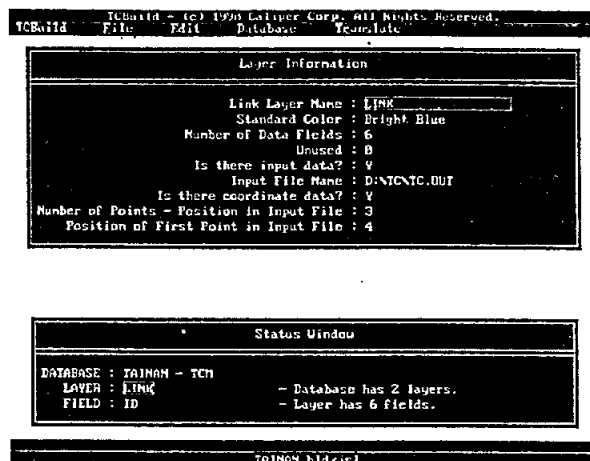 TCBuild - (c) 1990 Caliper Corp. All Rights Reserved.
TCBuild File Edit Database Translate
Layer Information
Link Layer Name : LINK
Standard Color : Bright Blue
Number of Data Fields : 6
Unused : 0
Is there input data? : Y
Input File Name : D:\TC\TC.OUT
Is there coordinate data? : Y
Number of Points - Position in Input File : 3
Position of First Point in Input File : 4
Status Window
DATABASE : TAINAN - TCM
LAYER : LINK - Database has 2 layers.
FIELD : ID - Layer has 6 fields.
TAINAN